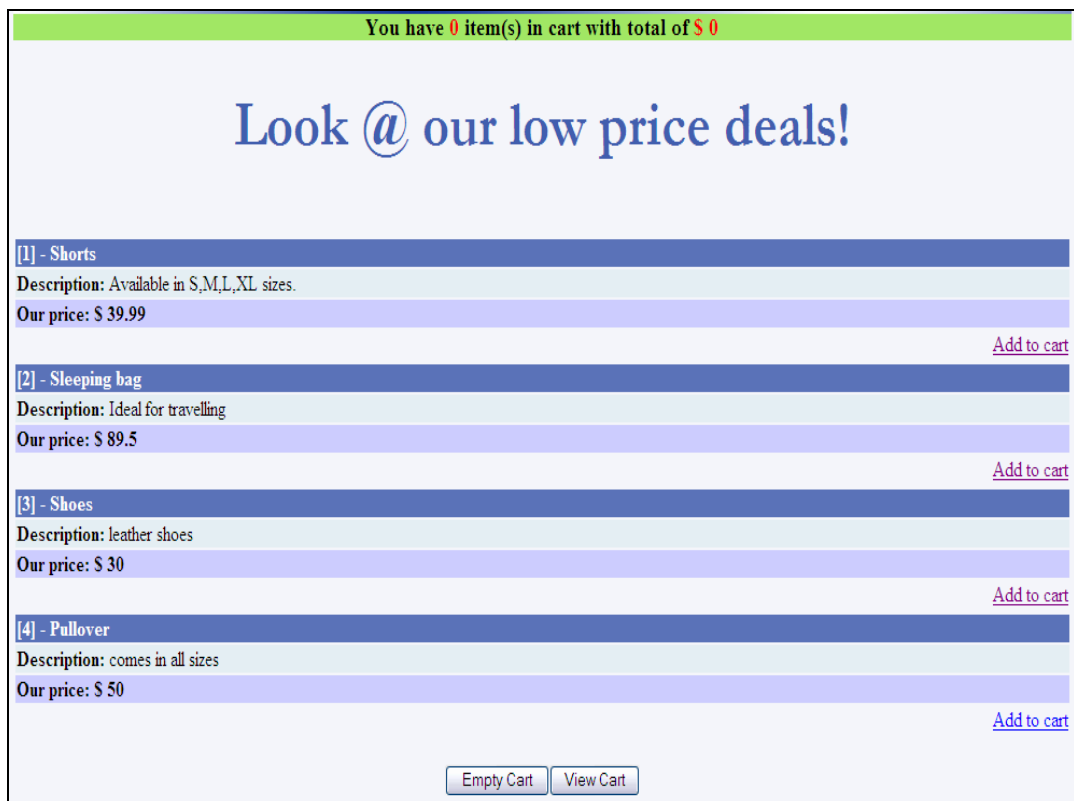 You have 0 item(s) in cart with total of $ 0
Look @ our low price deals!
[1] - Shorts
Description: Available in S,M,L,XL sizes.
Our price: $ 39.99
Add to cart
[2] - Sleeping bag
Description: Ideal for travelling
Our price: $ 89.5
Add to cart
[3] - Shoes
Description: leather shoes
Our price: $ 30
Add to cart
[4] - Pullover
Description: comes in all sizes
Our price: $ 50
Add to cart
Empty Cart View Cart